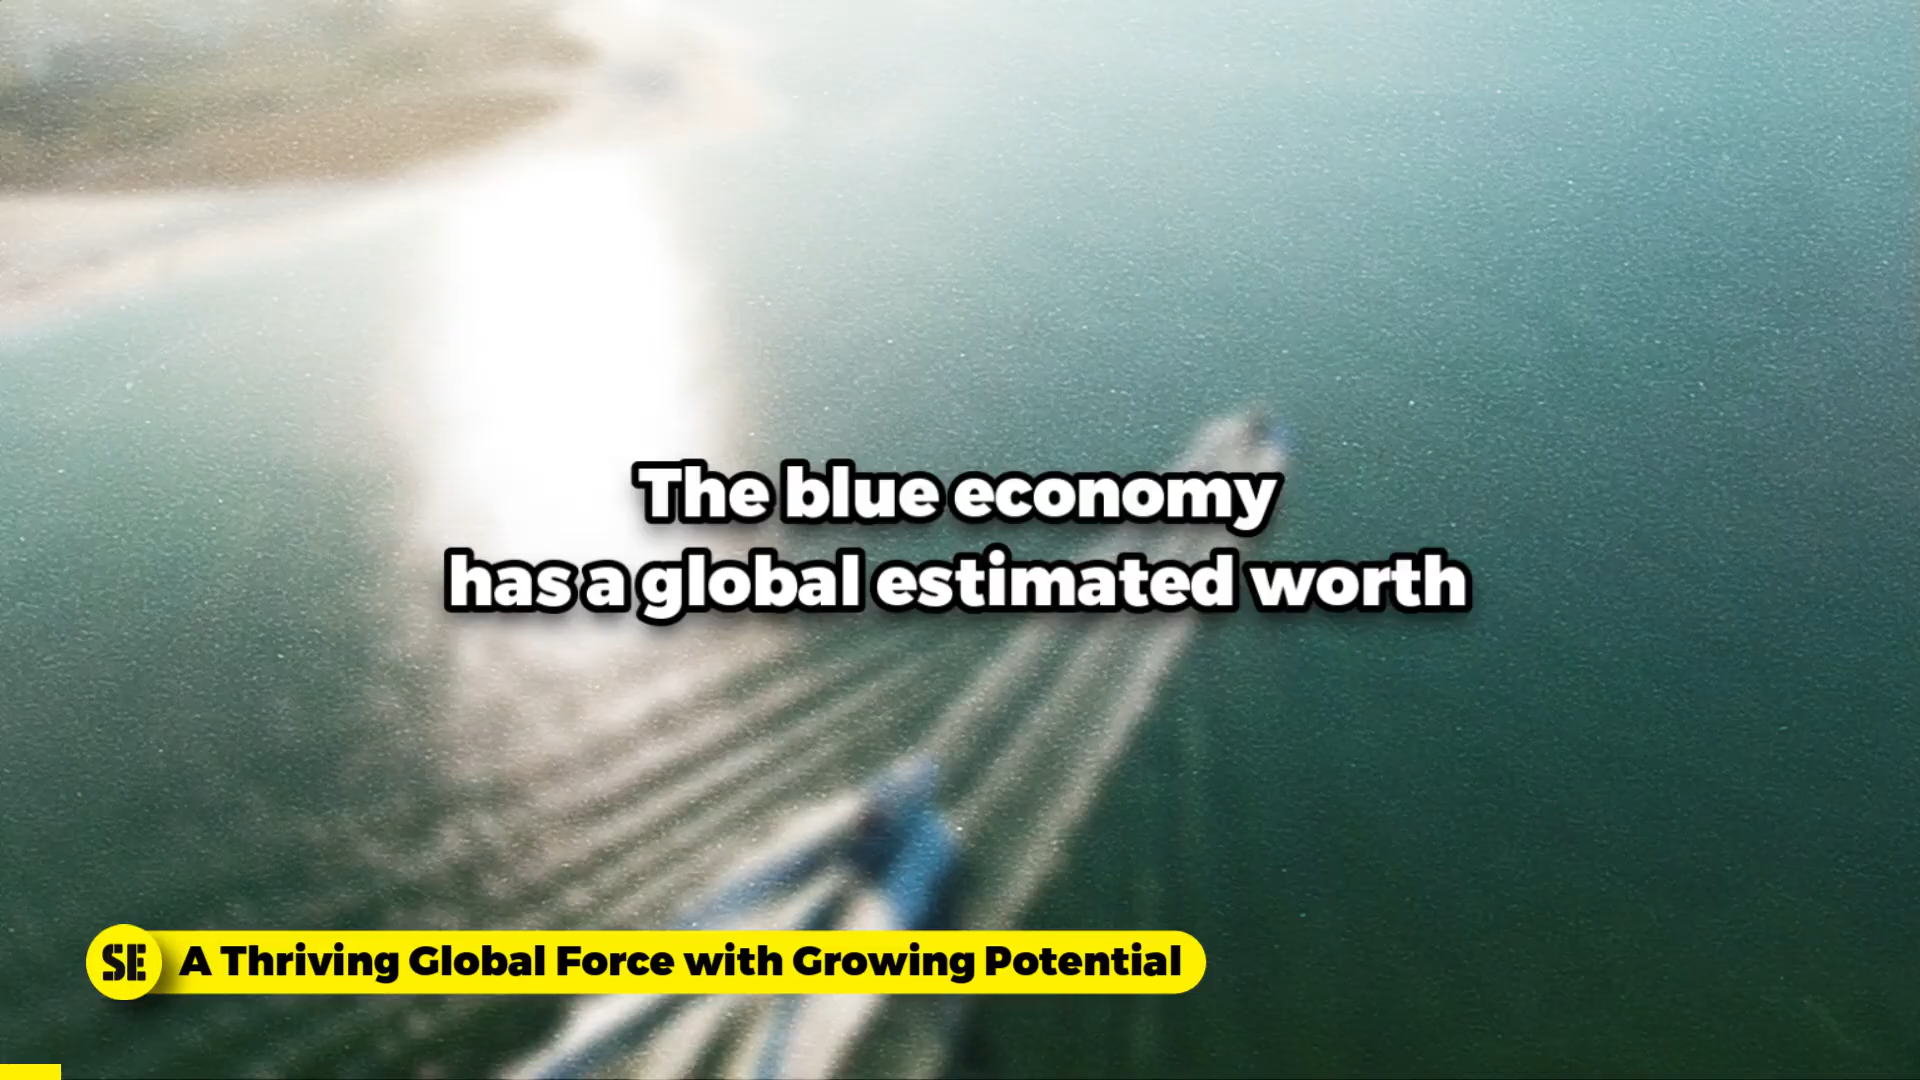 The blue economy
has a global estimated worth
SE A Thriving Global Force with Growing Potential